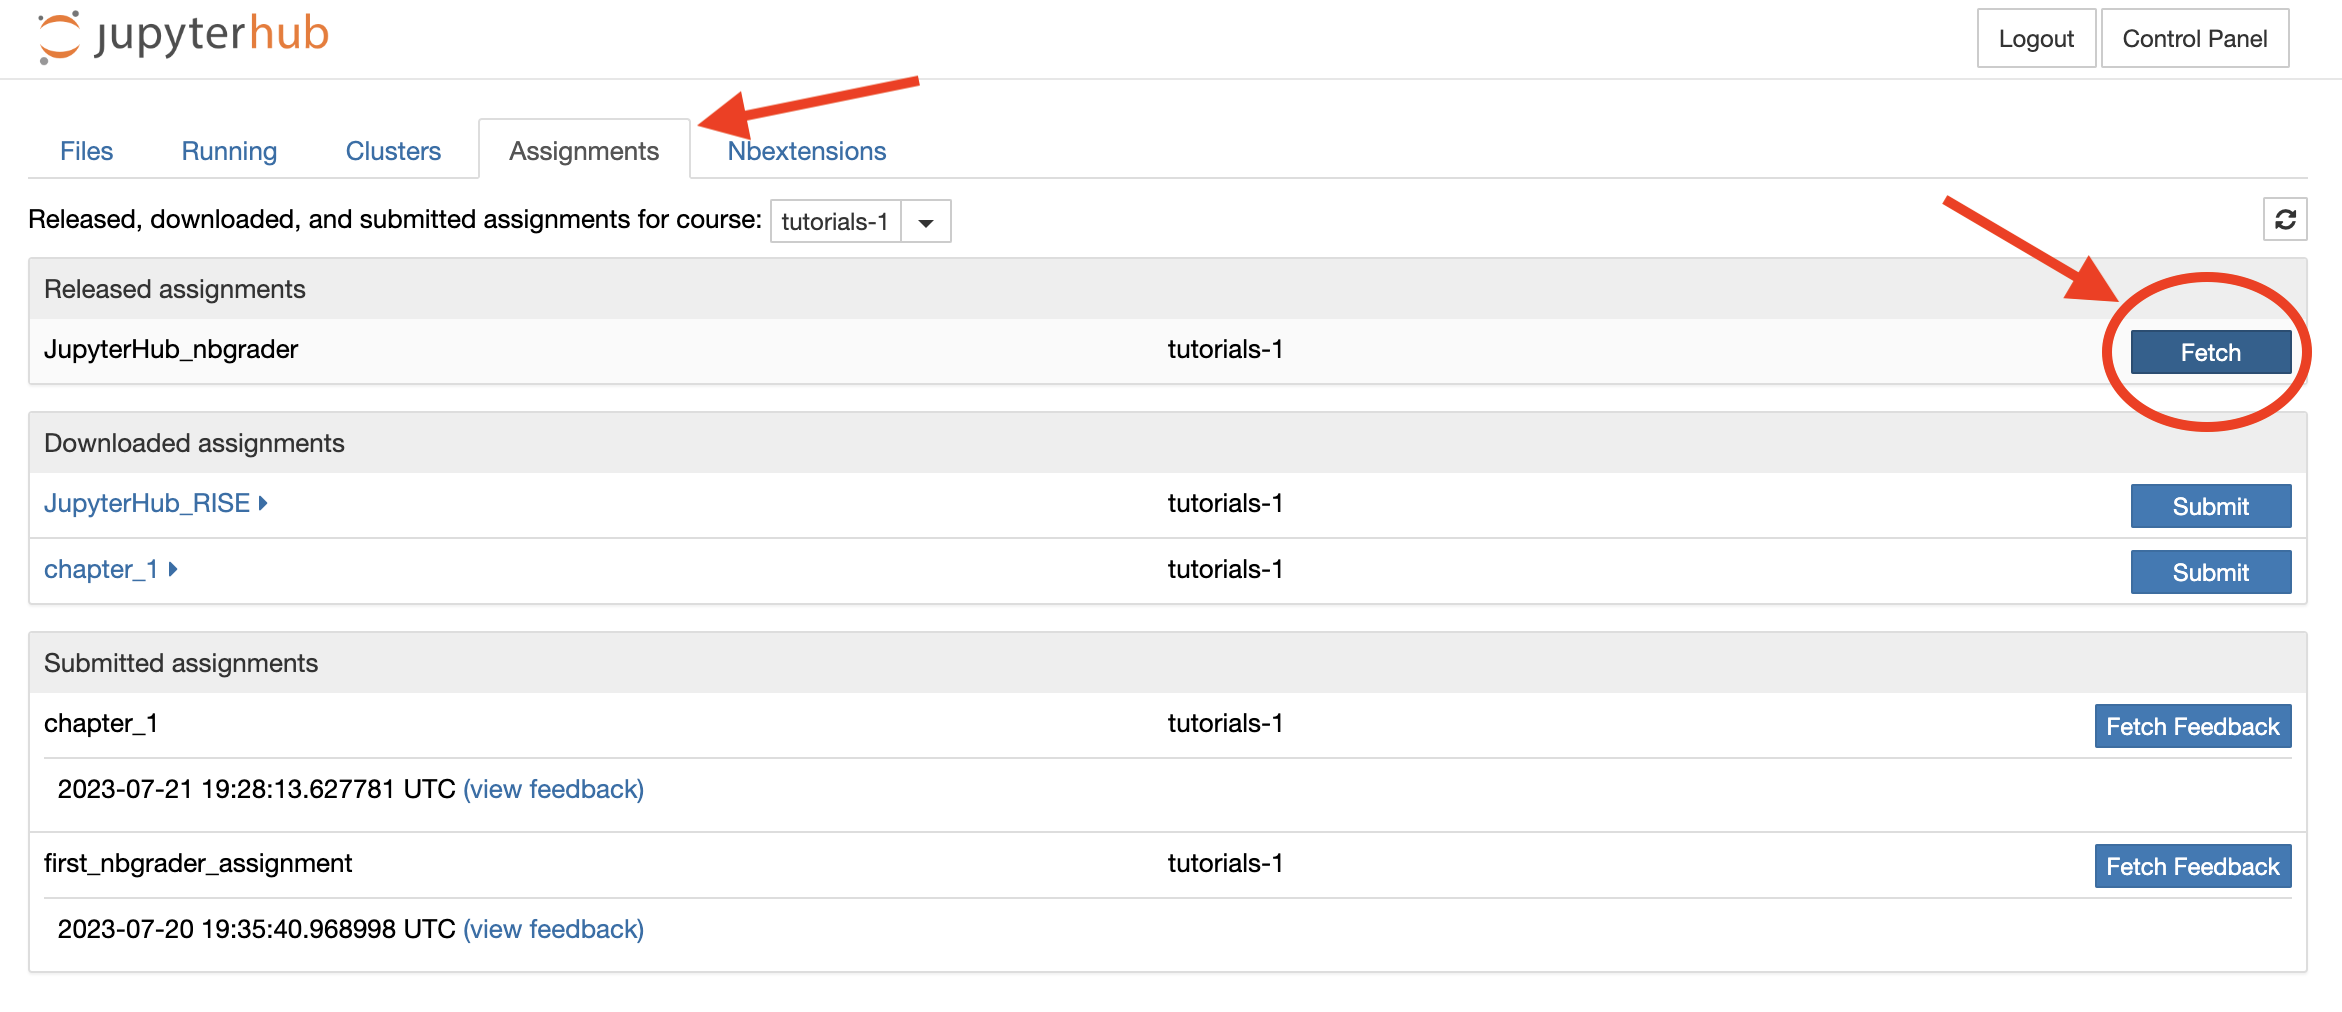 jupyterhub
Logout Control Panel
Files Running Clusters Assignments Nbextensions
Released, downloaded, and submitted assignments for course: tutorials-1
Released assignments
JupyterHub_nbgrader tutorials-1 Fetch
Downloaded assignments
JupyterHub_RISE tutorials-1 Submit
chapter_1 tutorials-1 Submit
Submitted assignments
chapter_1 tutorials-1 Fetch Feedback
2023-07-21 19:28:13.627781 UTC (view feedback)
first_nbgrader_assignment tutorials-1 Fetch Feedback
2023-07-20 19:35:40.968998 UTC (view feedback)